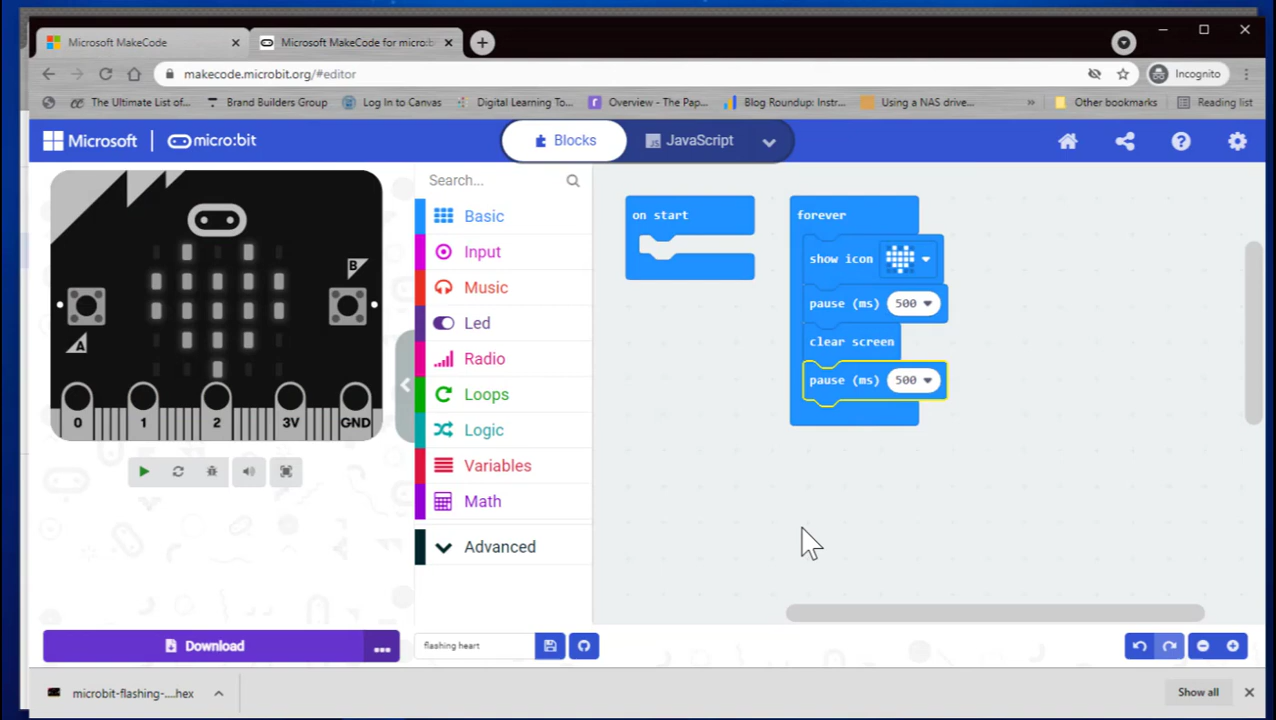 Microsoft MakeCode
Microsoft MakeCode for micro:b
makecode.microbit.org/#editor
Incognito
The Ultimate List of...
Brand Builders Group
Log In to Canvas
Digital Learning To...
Overview - The Pap...
Blog Roundup: Instr...
Using a NAS drive...
»
Other bookmarks
Reading list
Microsoft
micro:bit
Blocks
JS JavaScript
Search...
Basic
Input
Music
Led
Radio
Loops
Logic
Variables
Math
Advanced
A
B
0 1 2 3V GND
on start
forever
show icon
pause (ms) 500
clear screen
pause (ms) 500
Download ...
flashing heart
microbit-flashing-....hex
Show all